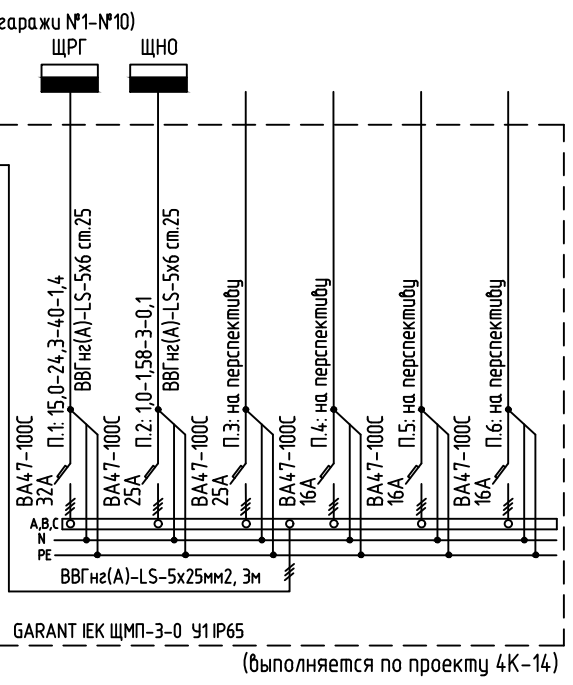 гаражи №1-№10)
ЩРГ
ЩНО
П.1: 15,0-24,3-40-1,4
ВВГнг(А)-LS-5х6 ст.25
П.2: 1,0-1,58-3-0,1
ВВГнг(А)-LS-5х6 ст.25
П.3: на перспективу
П.4: на перспективу
П.5: на перспективу
П.6: на перспективу
ВА47-100С
32А
ВА47-100С
25А
ВА47-100С
25А
ВА47-100С
16А
ВА47-100С
16А
ВА47-100С
16А
А,В,С
N
PE
ВВГнг(А)-LS-5х25мм2, 3м
GARANT IEK ЩМП-3-0 У1 IP65
(выполняется по проекту 4К-14)